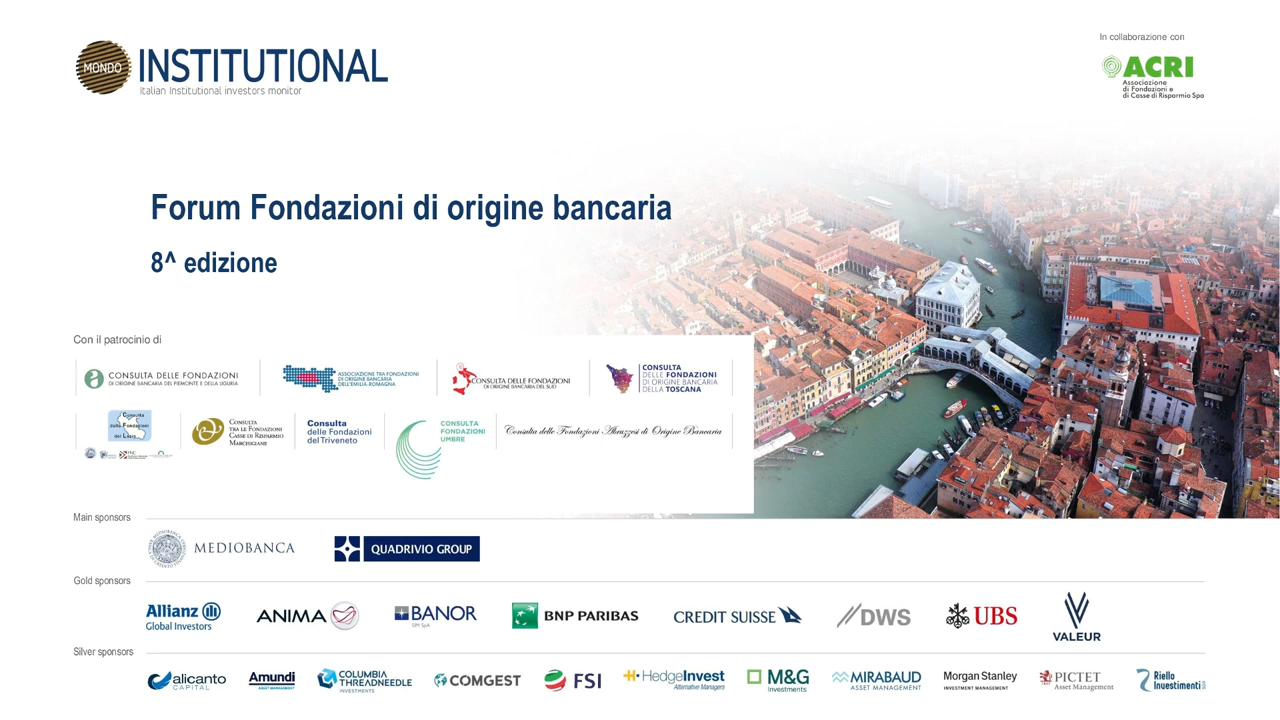 MONDO INSTITUTIONAL
Italian Institutional investors monitor
In collaborazione con
ACRI
Associazione
di Fondazioni e
di Casse di Risparmio Spa
Forum Fondazioni di origine bancaria
8^ edizione
Con il patrocinio di
CONSULTA DELLE FONDAZIONI
DI ORIGINE BANCARIA DEL PIEMONTE E DELLA LIGURIA
ASSOCIAZIONE TRA FONDAZIONI
DI ORIGINE BANCARIA
DELL'EMILIA-ROMAGNA
CONSULTA DELLE FONDAZIONI
DI ORIGINE BANCARIA DEL SUD
CONSULTA
DELLE FONDAZIONI
DI ORIGINE BANCARIA
DELLA TOSCANA
Consulta
delle Fondazioni
del Lazio
CONSULTA
TRA LE FONDAZIONI
CASSE DI RISPARMIO
MARCHIGIANE
Consulta
delle Fondazioni
del Triveneto
CONSULTA
FONDAZIONI
UMBRE
Consulta delle Fondazioni Abruzzesi di Origine Bancaria
Main sponsors
MEDIOBANCA
QUADRIVIO GROUP
Gold sponsors
Allianz
Global Investors
ANIMA
BANOR
SIM SpA
BNP PARIBAS
CREDIT SUISSE
DWS
UBS
VALEUR
Silver sponsors
alicanto
CAPITAL
Amundi
ASSET MANAGEMENT
COLUMBIA
THREADNEEDLE
INVESTMENTS
COMGEST
FSI
HedgeInvest
Alternative Managers
M&G
Investments
MIRABAUD
ASSET MANAGEMENT
Morgan Stanley
INVESTMENT MANAGEMENT
PICTET
Asset Management
Riello
Investimenti